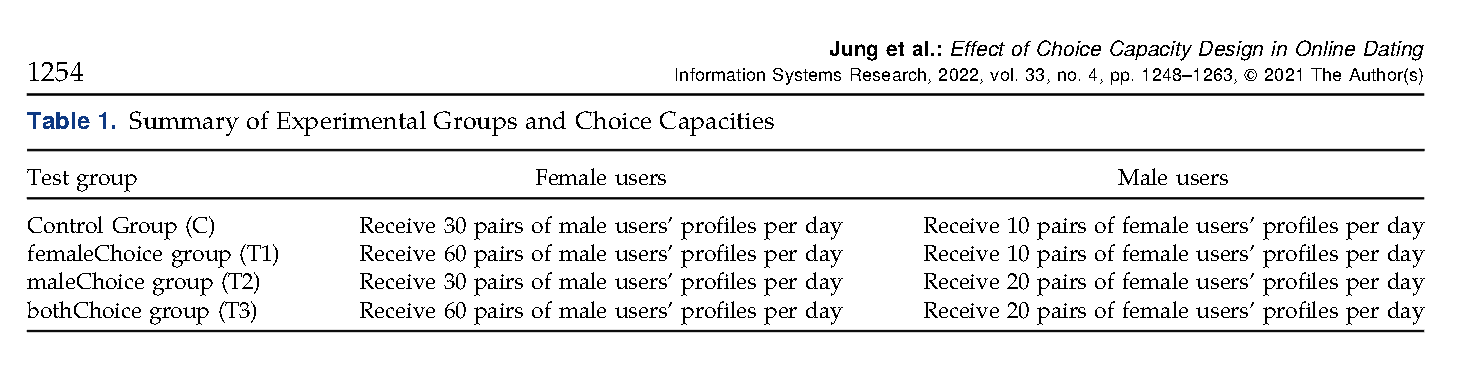 Jung et al.: Effect of Choice Capacity Design in Online Dating
1254 Information Systems Research, 2022, vol. 33, no. 4, pp. 1248–1263, © 2021 The Author(s)
Table 1. Summary of Experimental Groups and Choice Capacities
Test group Female users Male users
Control Group (C) Receive 30 pairs of male users’ profiles per day Receive 10 pairs of female users’ profiles per day
femaleChoice group (T1) Receive 60 pairs of male users’ profiles per day Receive 10 pairs of female users’ profiles per day
maleChoice group (T2) Receive 30 pairs of male users’ profiles per day Receive 20 pairs of female users’ profiles per day
bothChoice group (T3) Receive 60 pairs of male users’ profiles per day Receive 20 pairs of female users’ profiles per day